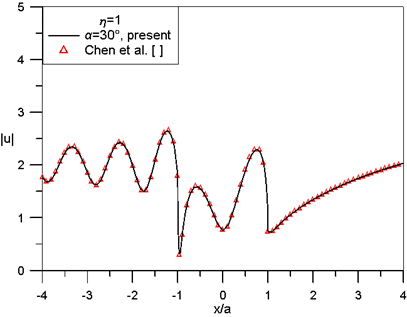 5
η=1
α=30°, present
Chen et al. [ ]
4
3
|u|
2
1
0
-4 -3 -2 -1 0 1 2 3 4
x/a